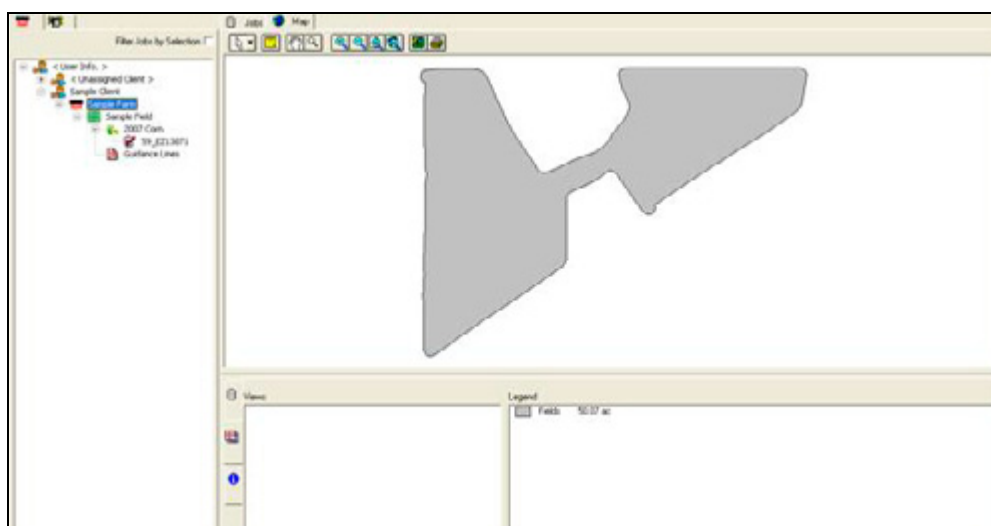 Jobs Map
Filter Jobs by Selection
< User Info. >
< Unassigned Client >
Sample Client
Sample Farm
Sample Field
2007 Corn
Guidance Lines
Views
Legend
Fields 50.07 ac